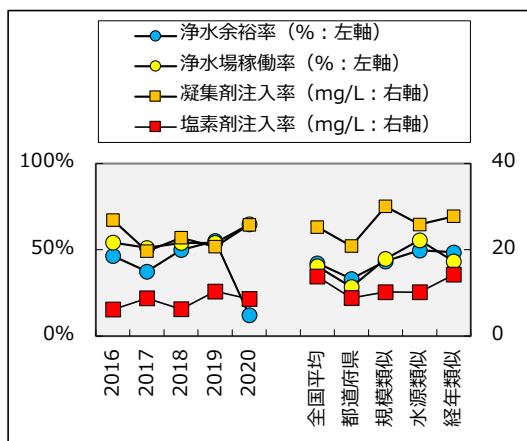 浄水余裕率（%：左軸）
浄水場稼働率（%：左軸）
凝集剤注入率（mg/L：右軸）
塩素剤注入率（mg/L：右軸）
100%
50%
0%
40
20
0
2016
2017
2018
2019
2020
全国平均
都道府県
規模類似
水源類似
経年類似